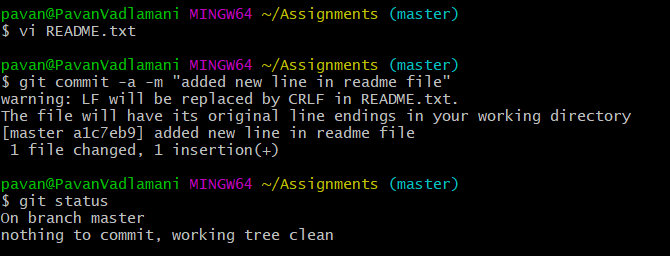 pavan@PavanVadlamani MINGW64 ~/Assignments (master)
$ vi README.txt
pavan@PavanVadlamani MINGW64 ~/Assignments (master)
$ git commit -a -m "added new line in readme file"
warning: LF will be replaced by CRLF in README.txt.
The file will have its original line endings in your working directory
[master a1c7eb9] added new line in readme file
 1 file changed, 1 insertion(+)
pavan@PavanVadlamani MINGW64 ~/Assignments (master)
$ git status
On branch master
nothing to commit, working tree clean